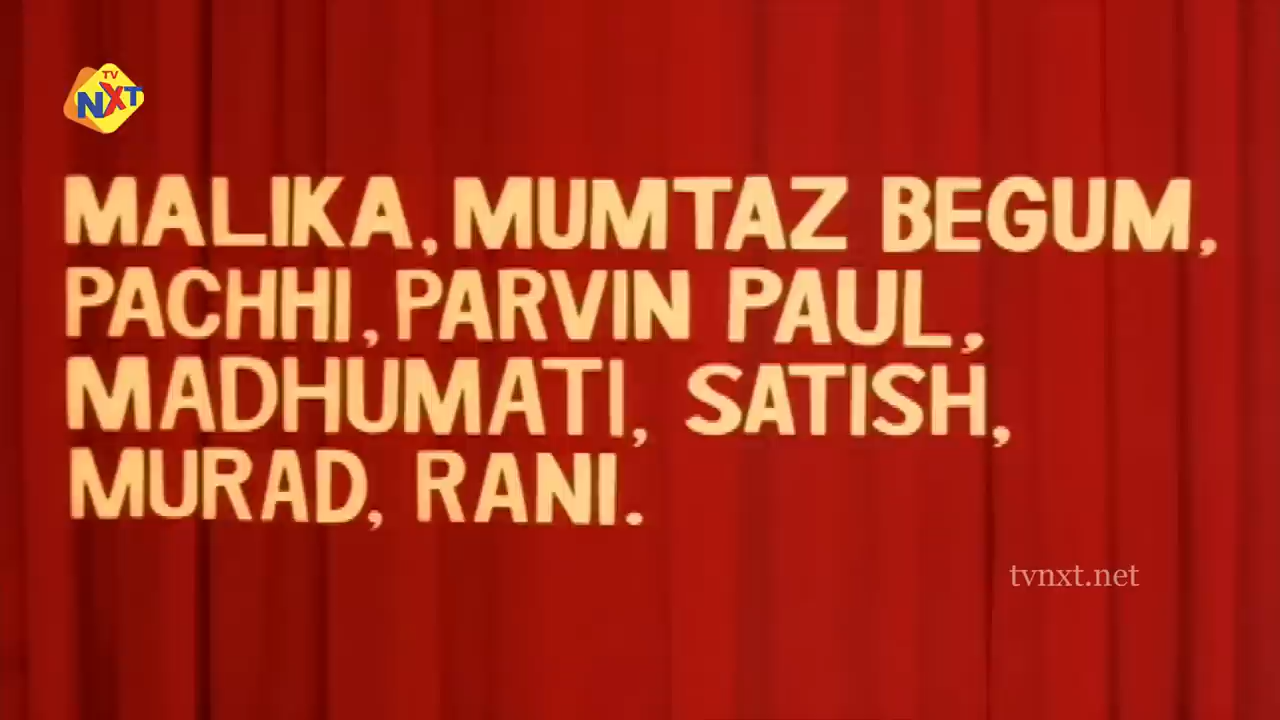 TV
NXT
MALIKA, MUMTAZ BEGUM,
PACHHI, PARVIN PAUL,
MADHUMATI, SATISH,
MURAD, RANI.
tvnxt.net